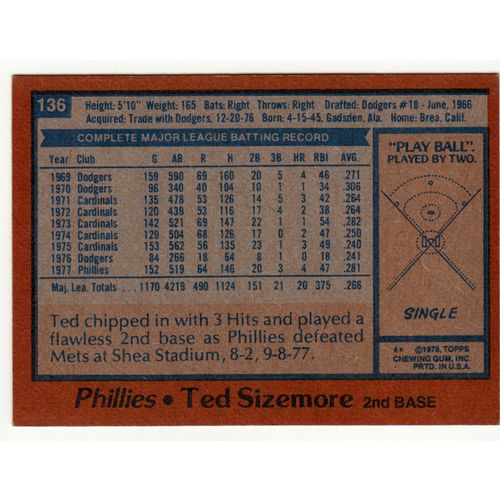 136
Height: 5'10" Weight: 165 Bats: Right Throws: Right Drafted: Dodgers #18 - June, 1966
Acquired: Trade with Dodgers, 12-20-76 Born: 4-15-45, Gadsden, Ala. Home: Brea, Calif.
COMPLETE MAJOR LEAGUE BATTING RECORD
Year Club G AB R H 2B 3B HR RBI AVG.
1969 Dodgers 159 590 69 160 20 5 4 46 .271
1970 Dodgers 96 340 40 104 10 1 1 34 .306
1971 Cardinals 135 478 53 126 14 5 3 42 .264
1972 Cardinals 120 439 53 116 17 4 2 38 .264
1973 Cardinals 142 521 69 147 22 1 1 54 .282
1974 Cardinals 129 504 68 126 17 0 2 47 .250
1975 Cardinals 153 562 56 135 23 1 3 49 .240
1976 Dodgers 84 266 18 64 8 1 0 18 .241
1977 Phillies 152 519 64 146 20 3 4 47 .281
Maj. Lea. Totals . . . 1170 4219 490 1124 151 21 20 375 .266
Ted chipped in with 3 Hits and played a
flawless 2nd base as Phillies defeated
Mets at Shea Stadium, 8-2, 9-8-77.
"PLAY BALL"
PLAYED BY TWO.
SINGLE
A* ©1978, TOPPS
CHEWING GUM, INC.
PRTD. IN U.S.A.
Phillies • Ted Sizemore 2nd BASE